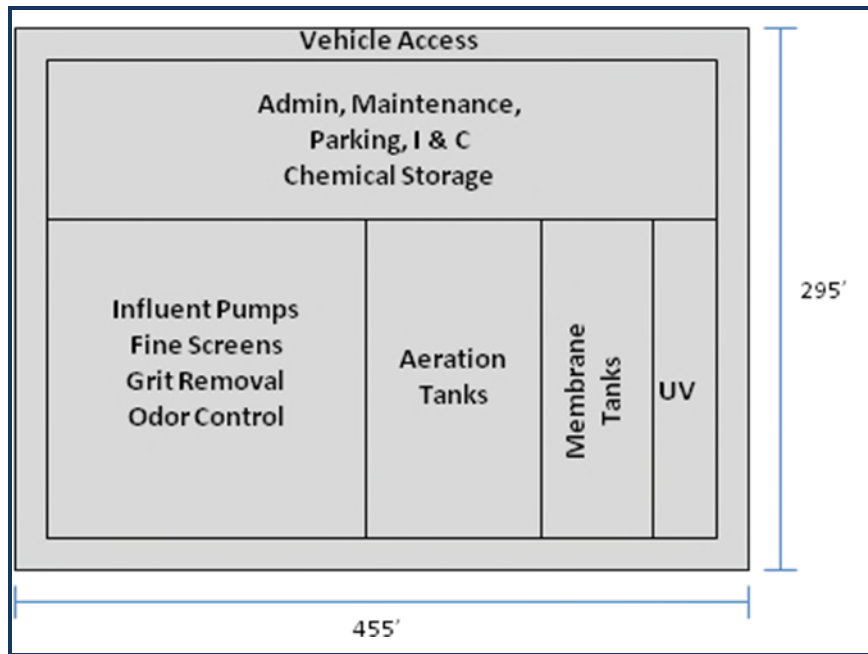 Vehicle Access
Admin, Maintenance,
Parking, I & C
Chemical Storage
Influent Pumps
Fine Screens
Grit Removal
Odor Control
Aeration
Tanks
Membrane
Tanks
UV
295′
455′